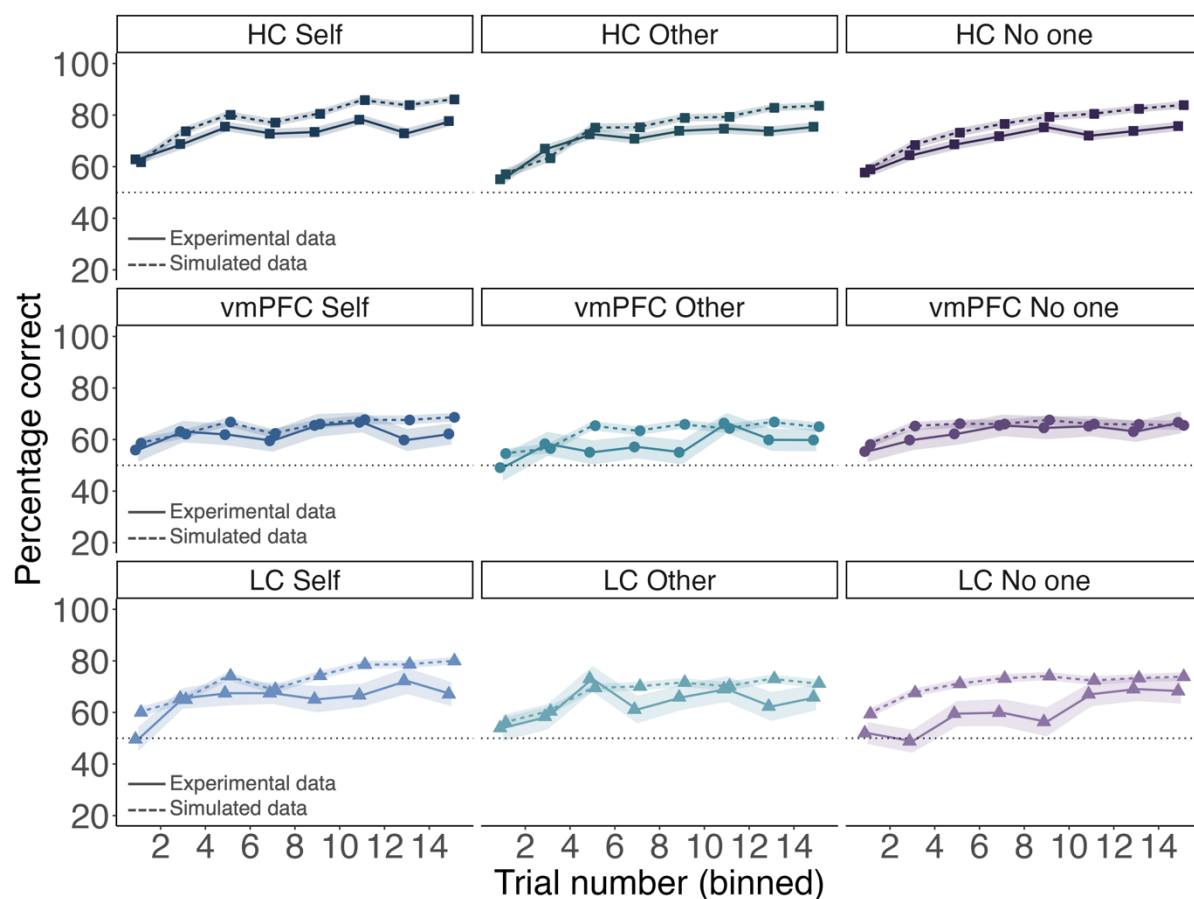 HC Self
HC Other
HC No one
100
80
60
40
20
Experimental data
Simulated data
vmPFC Self
vmPFC Other
vmPFC No one
Percentage correct
100
80
60
40
20
Experimental data
Simulated data
LC Self
LC Other
LC No one
100
80
60
40
20
Experimental data
Simulated data
2 4 6 8 10 12 14
2 4 6 8 10 12 14
2 4 6 8 10 12 14
Trial number (binned)